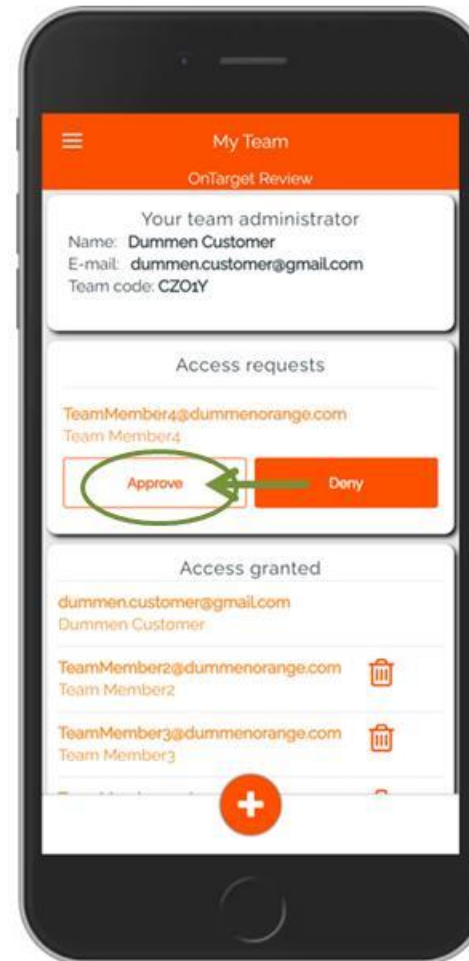 My Team
OnTarget Review
Your team administrator
Name: Dummen Customer
E-mail: dummen.customer@gmail.com
Team code: CZO1Y
Access requests
TeamMember4@dummenorange.com
Team Member4
Approve Deny
Access granted
dummen.customer@gmail.com
Dummen Customer
TeamMember2@dummenorange.com
Team Member2
TeamMember3@dummenorange.com
Team Member3